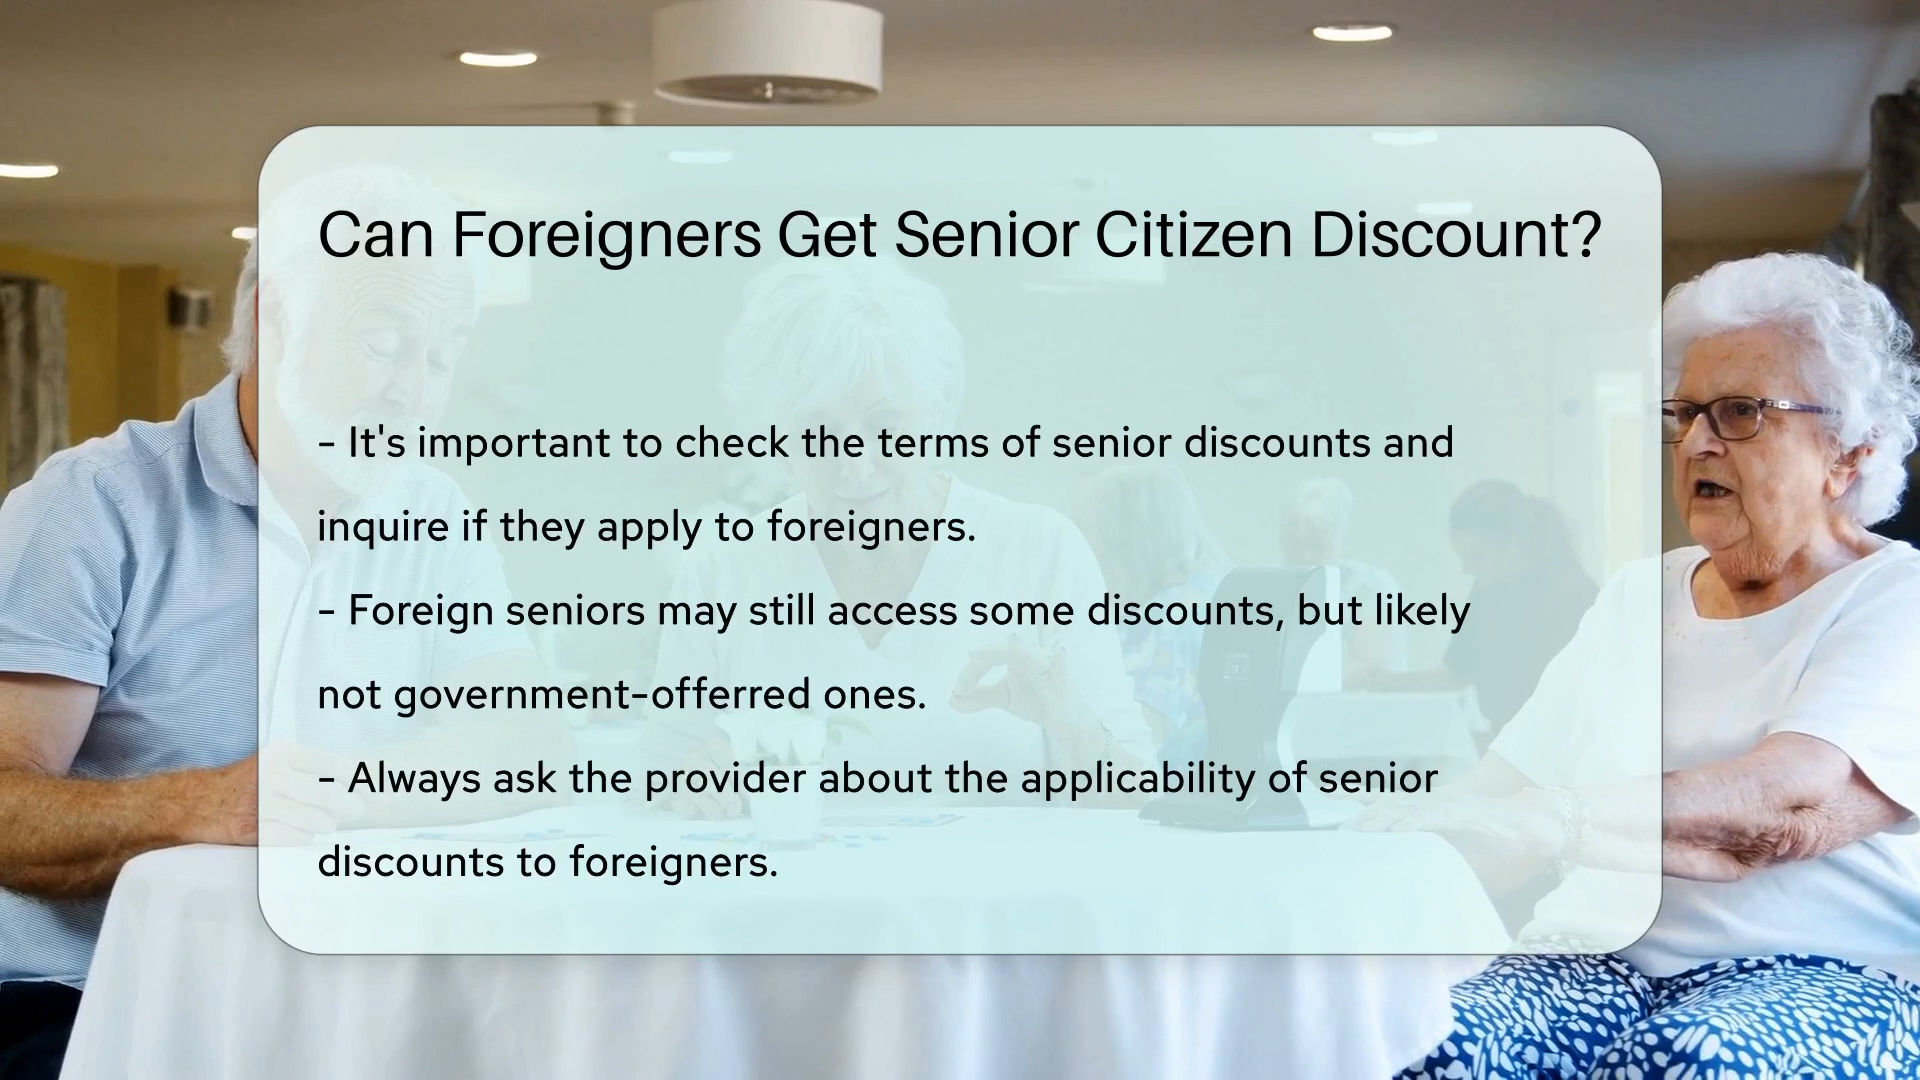 Can Foreigners Get Senior Citizen Discount?
- It's important to check the terms of senior discounts and
inquire if they apply to foreigners.
- Foreign seniors may still access some discounts, but likely
not government-offerred ones.
- Always ask the provider about the applicability of senior
discounts to foreigners.